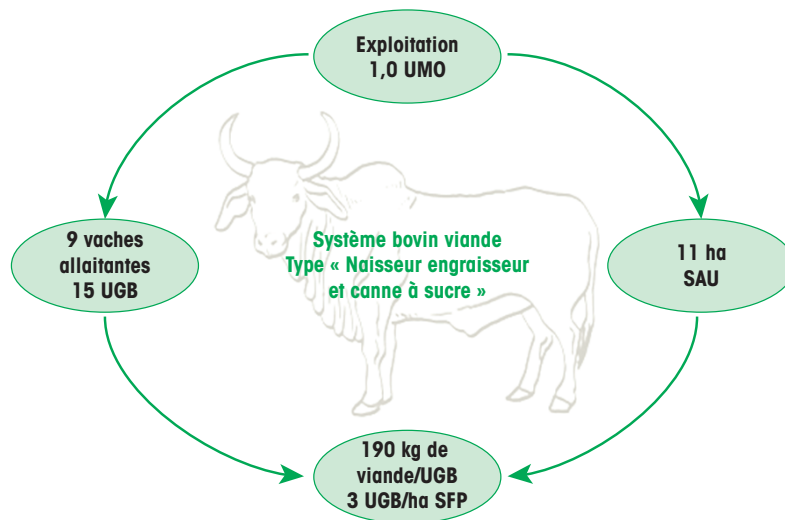 Exploitation
1,0 UMO
9 vaches
allaitantes
15 UGB
Système bovin viande
Type « Naisseur engraisseur
et canne à sucre »
11 ha
SAU
190 kg de
viande/UGB
3 UGB/ha SFP